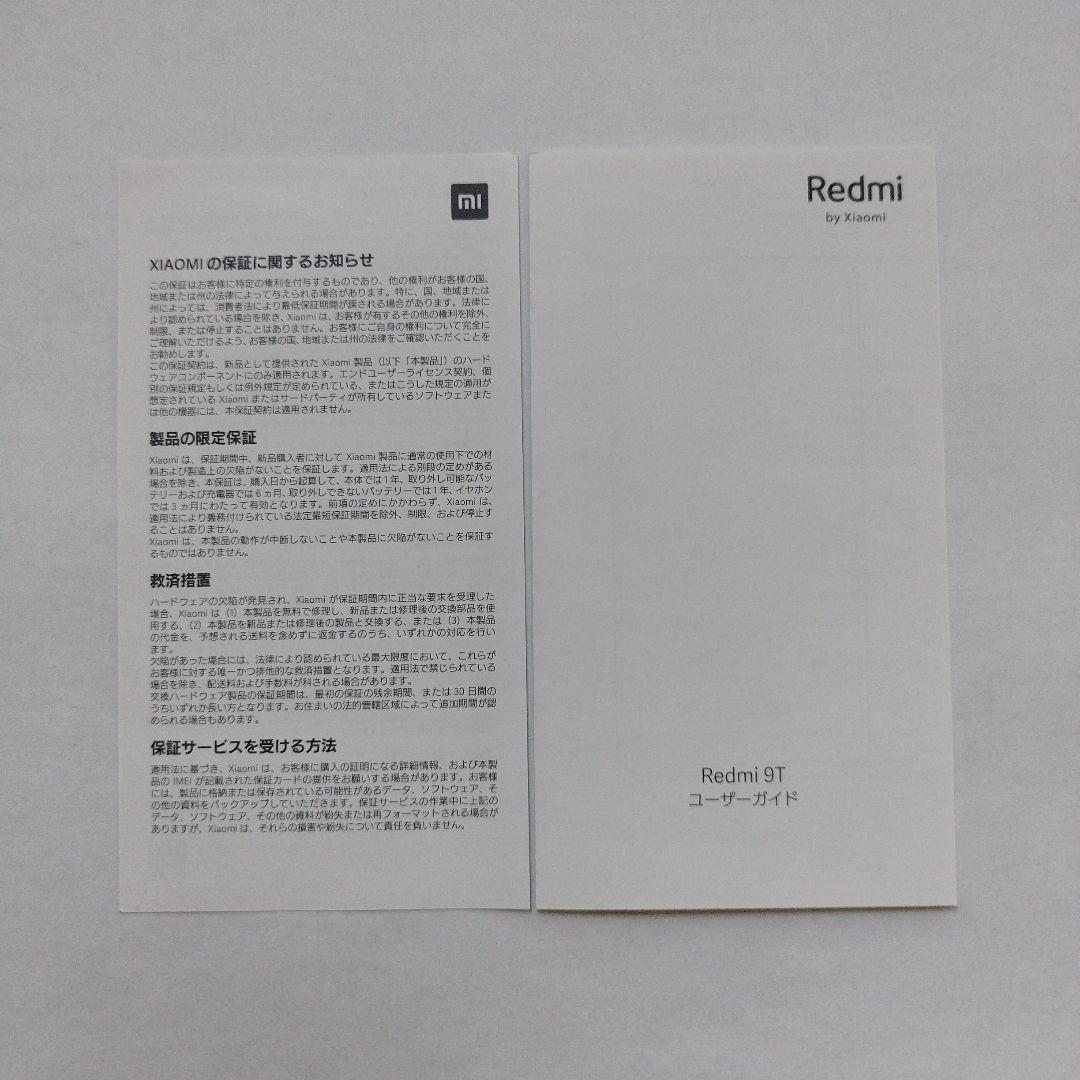 mi
XIAOMI の保証に関するお知らせ
この保証はお客様に特定の権利を付与するものであり、他の権利がお客様の国、
地域または州の法律によって与えられる場合があります。特に、国、地域または
州によっては、消費者法により最低保証期間が課される場合があります。法律に
より認められている場合を除き、Xiaomi は、お客様が有するその他の権利を除外、
制限、または停止することはありません。お客様にご自身の権利について完全に
ご理解いただけるよう、お客様の国、地域または州の法律をご確認いただくことを
お勧めします。
この保証契約は、新品として提供された Xiaomi 製品（以下「本製品」）のハード
ウェアコンポーネントにのみ適用されます。エンドユーザーライセンス契約、個
別の保証規定もしくは例外規定が定められている、またはこうした規定の適用が
想定されている Xiaomi またはサードパーティが所有しているソフトウェアまた
は他の機器には、本保証契約は適用されません。
製品の限定保証
Xiaomi は、保証期間中、新品購入者に対して Xiaomi 製品に通常の使用下での材
料および製造上の欠陥がないことを保証します。適用法による別段の定めがある
場合を除き、本保証は、購入日から起算して、本体では 1 年、取り外し可能なバッ
テリーおよび充電器では 6 ヵ月、取り外しできないバッテリーでは 1 年、イヤホン
では 3 ヵ月にわたって有効となります。前項の定めにかかわらず、Xiaomi は、
適用法により義務付けられている法定最短保証期間を除外、制限、および停止す
ることはありません。
Xiaomi は、本製品の動作が中断しないことや本製品に欠陥がないことを保証す
るものではありません。
救済措置
ハードウェアの欠陥が発見され、Xiaomi が保証期間内に正当な要求を受理した
場合、Xiaomi は（1）本製品を無料で修理し、新品または修理後の交換部品を使
用する、（2）本製品を新品または修理後の製品と交換する、または（3）本製品
の代金を、予想される送料を含めずに返金するのうち、いずれかの対応を行い
ます。
欠陥があった場合には、法律により認められている最大限度において、これらが
お客様に対する唯一かつ排他的な救済措置となります。適用法で禁じられている
場合を除き、配送料および手数料が科される場合があります。
交換ハードウェア製品の保証期間は、最初の保証の残余期間、または 30 日間の
うちいずれか長い方となります。お住まいの法的管轄区域によって追加期間が認
められる場合もあります。
保証サービスを受ける方法
適用法に基づき、Xiaomi は、お客様に購入の証明になる詳細情報、および本製
品の IMEI が記載された保証カードの提供をお願いする場合があります。お客様
には、製品に格納または保存されている可能性があるデータ、ソフトウェア、そ
の他の資料をバックアップしていただきます。保証サービスの作業中に上記の
データ、ソフトウェア、その他の資料が紛失または再フォーマットされる場合が
ありますが、Xiaomi は、それらの損害や紛失について責任を負いません。
Redmi
by Xiaomi
Redmi 9T
ユーザーガイド